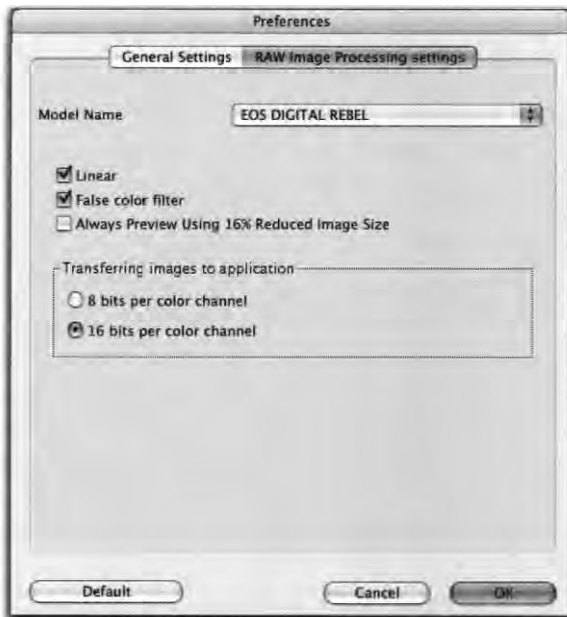 Preferences
General Settings RAW Image Processing settings
Model Name EOS DIGITAL REBEL
Linear
False color filter
Always Preview Using 16% Reduced Image Size
Transferring images to application
8 bits per color channel
16 bits per color channel
Default Cancel OK